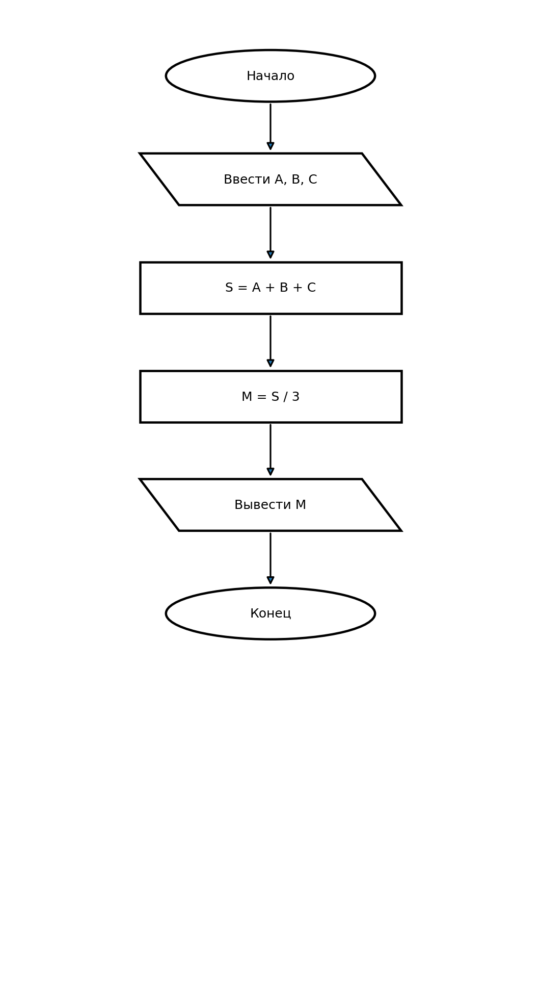 Начало
Ввести A, B, C
S = A + B + C
M = S / 3
Вывести M
Конец